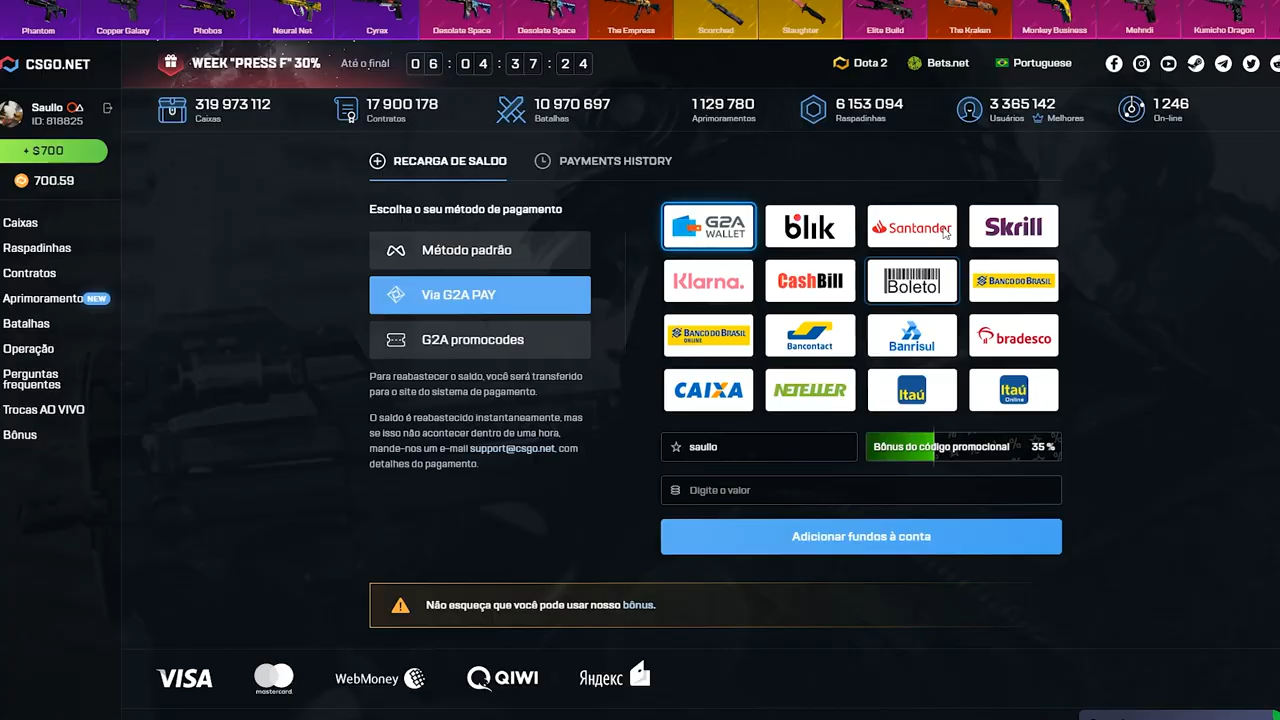 Phantom
Copper Galaxy
Phobos
Neural Net
Cyrex
Desolate Space
Desolate Space
The Empress
Scorched
Slaughter
Elite Build
The Kraken
Monkey Business
Mehndi
Kumicho Dragon
CSGO.NET
WEEK "PRESS F" 30%
Até o final
06:04:37:24
Dota 2
Bets.net
Portuguese
Saullo
ID: 818825
+ $700
700.59
319 973 112
Caixas
17 900 178
Contratos
10 970 697
Batalhas
1 129 780
Aprimoramentos
6 153 094
Raspadinhas
3 365 142
Usuários
Melhores
1 246
On-line
Caixas
Raspadinhas
Contratos
Aprimoramento NEW
Batalhas
Operação
Perguntas
frequentes
Trocas AO VIVO
Bônus
RECARGA DE SALDO
PAYMENTS HISTORY
Escolha o seu método de pagamento
Método padrão
Via G2A PAY
G2A promocodes
Para reabastecer o saldo, você será transferido
para o site do sistema de pagamento.
O saldo é reabastecido instantaneamente, mas
se isso não acontecer dentro de uma hora,
mande-nos um e-mail support@csgo.net, com
detalhes do pagamento.
G2A
WALLET
blik
Santander
Skrill
Klarna.
CashBill
Boleto
BANCO DO BRASIL
BANCO DO BRASIL
ONLINE
Bancontact
Banrisul
bradesco
CAIXA
NETELLER
Itaú
Itaú
Online
saullo
Bônus do código promocional 35 %
Digite o valor
Adicionar fundos à conta
Não esqueça que você pode usar nosso bônus.
VISA
mastercard.
WebMoney
QIWI
Яндекс